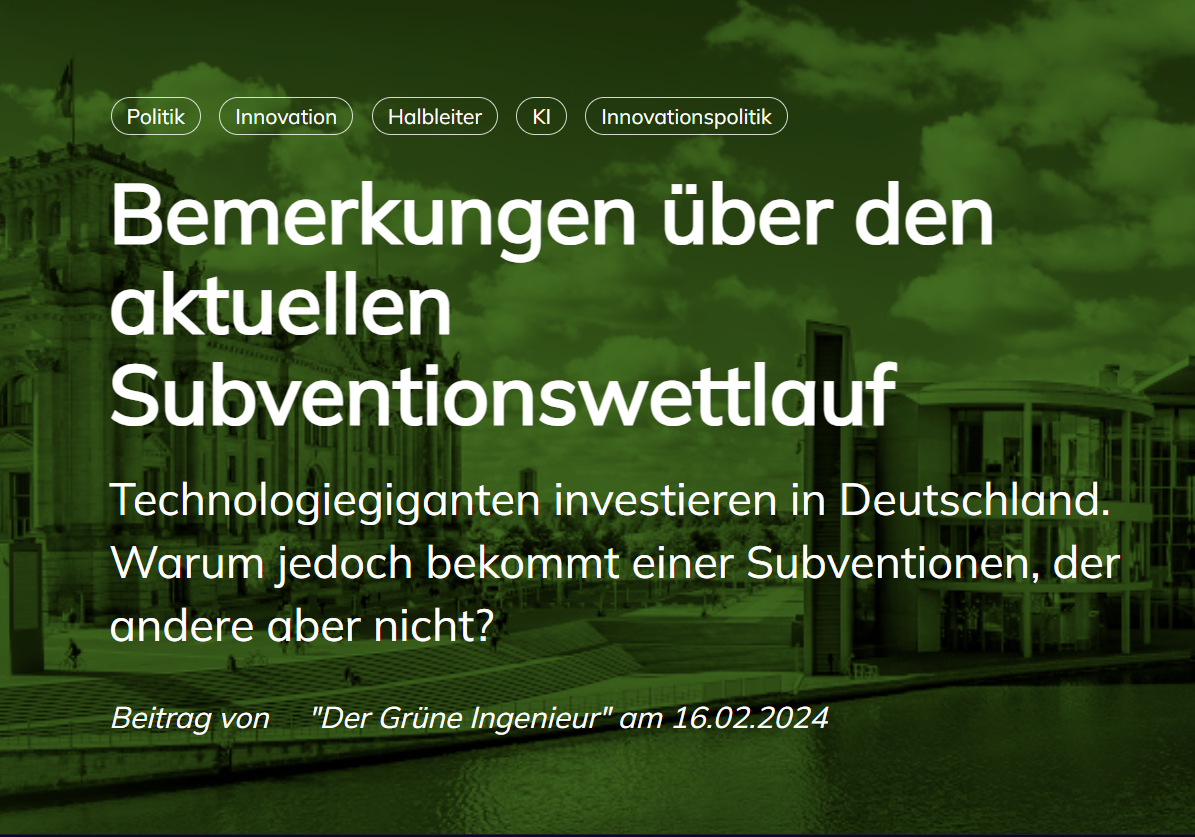 Politik Innovation Halbleiter KI Innovationspolitik
Bemerkungen über den
aktuellen
Subventionswettlauf
Technologiegiganten investieren in Deutschland.
Warum jedoch bekommt einer Subventionen, der
andere aber nicht?
Beitrag von "Der Grüne Ingenieur" am 16.02.2024